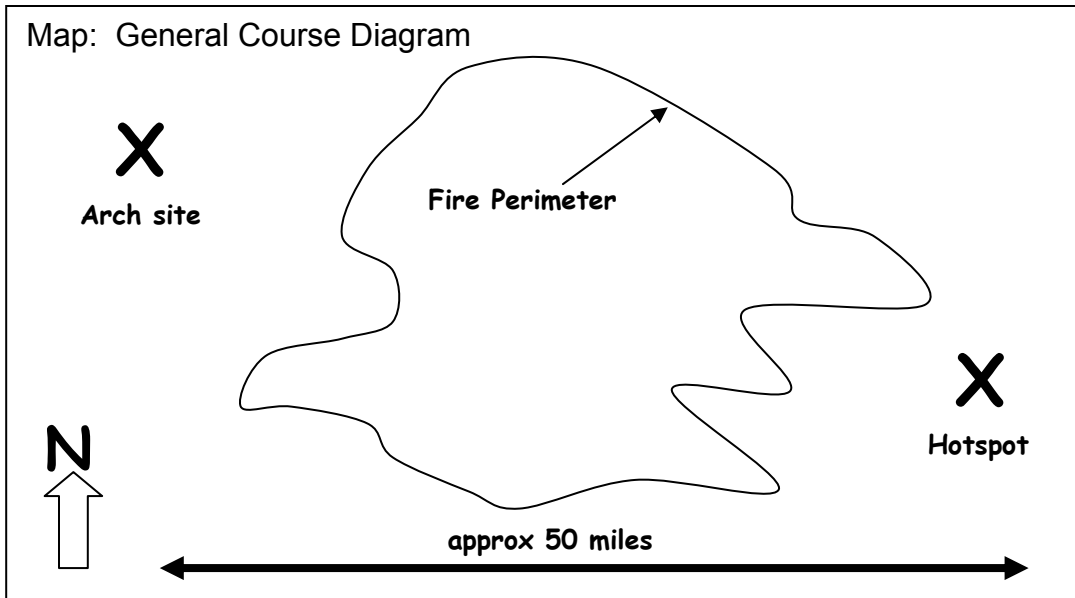 Map: General Course Diagram
Arch site
Fire Perimeter
Hotspot
N
approx 50 miles